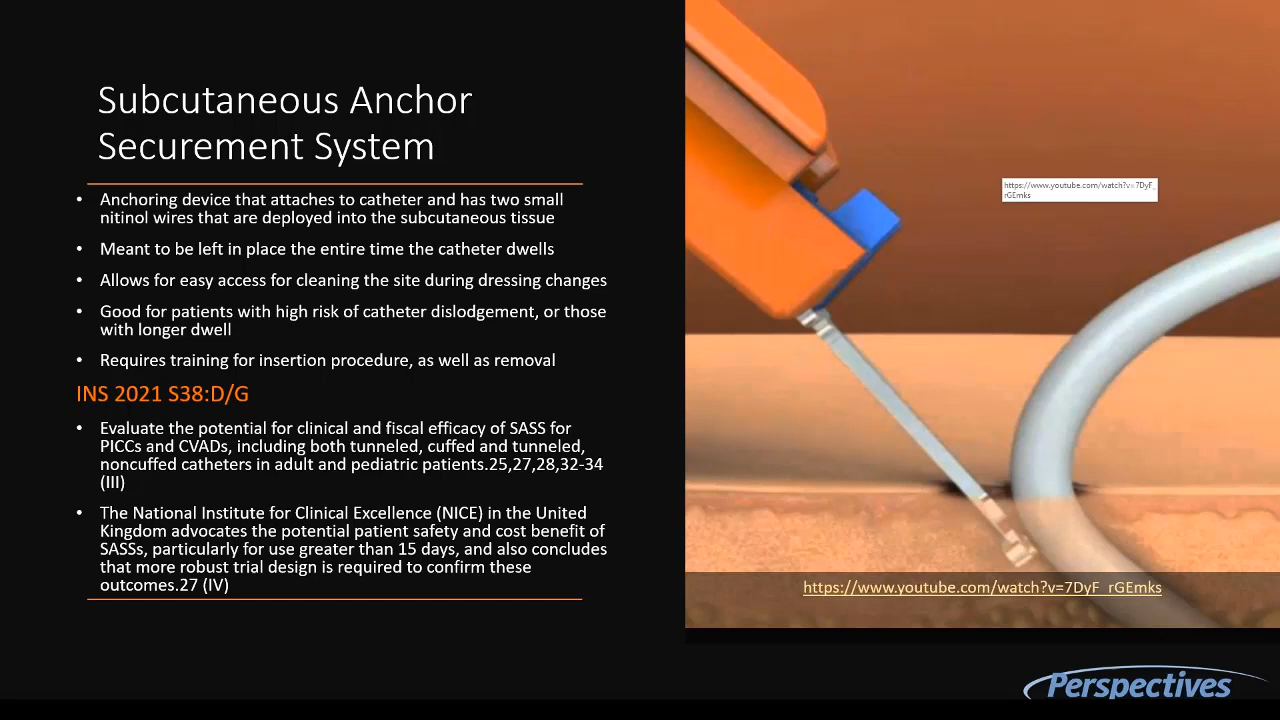 Subcutaneous Anchor
Securement System
• Anchoring device that attaches to catheter and has two small
nitinol wires that are deployed into the subcutaneous tissue
• Meant to be left in place the entire time the catheter dwells
• Allows for easy access for cleaning the site during dressing changes
• Good for patients with high risk of catheter dislodgement, or those
with longer dwell
• Requires training for insertion procedure, as well as removal
INS 2021 S38:D/G
• Evaluate the potential for clinical and fiscal efficacy of SASS for
PICCs and CVADs, including both tunneled, cuffed and tunneled,
noncuffed catheters in adult and pediatric patients.25,27,28,32-34
(III)
• The National Institute for Clinical Excellence (NICE) in the United
Kingdom advocates the potential patient safety and cost benefit of
SASSs, particularly for use greater than 15 days, and also concludes
that more robust trial design is required to confirm these
outcomes.27 (IV)
https://www.youtube.com/watch?v=7DyF_
rGEmks
https://www.youtube.com/watch?v=7DyF_rGEmks
Perspectives